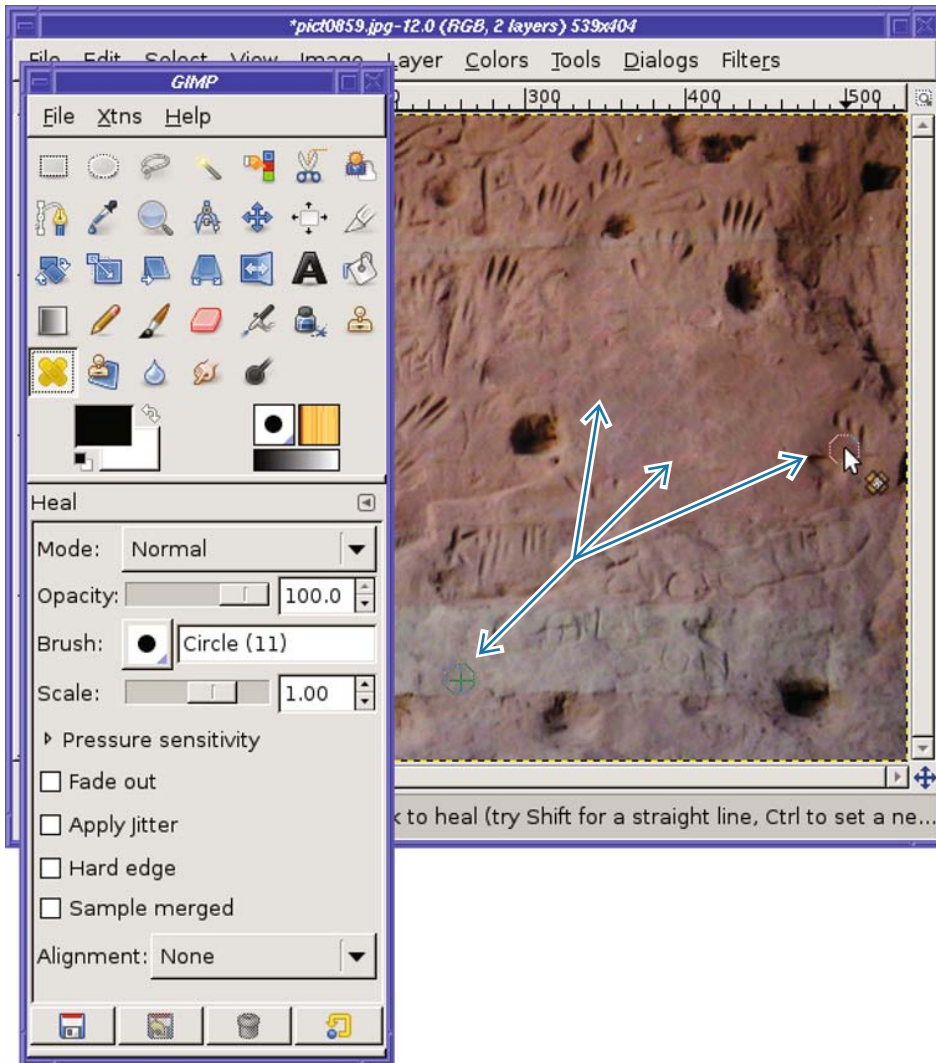 *pict0859.jpg-12.0 (RGB, 2 layers) 539x404
File Edit Select View Image Layer Colors Tools Dialogs Filters
GIMP
File Xtns Help
300 400 500
Heal
Mode: Normal
Opacity: 100.0
Brush: Circle (11)
Scale: 1.00
Pressure sensitivity
Fade out
Apply Jitter
Hard edge
Sample merged
Alignment: None
to heal (try Shift for a straight line, Ctrl to set a ne...